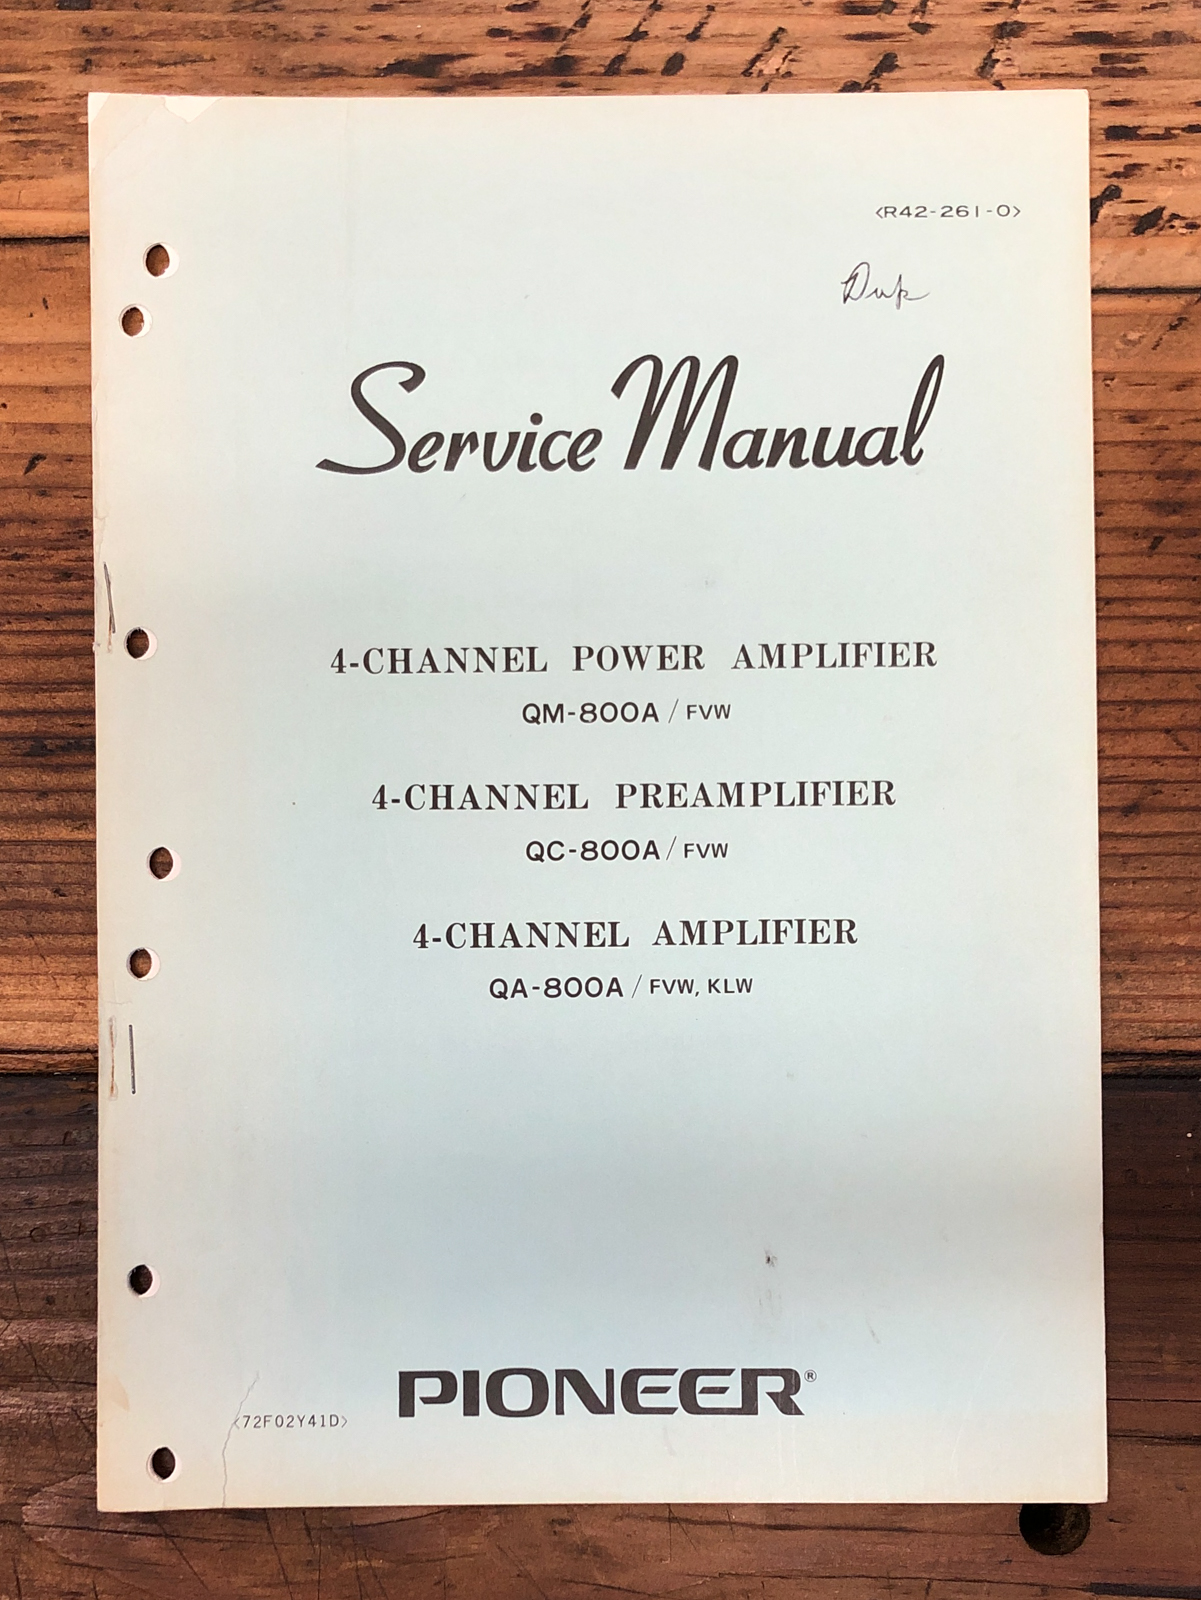 <R42-261-0>
Dup
Service Manual
4-CHANNEL POWER AMPLIFIER
QM-800A / FVW
4-CHANNEL PREAMPLIFIER
QC-800A / FVW
4-CHANNEL AMPLIFIER
QA-800A / FVW, KLW
PIONEER®
<72F02Y41D>